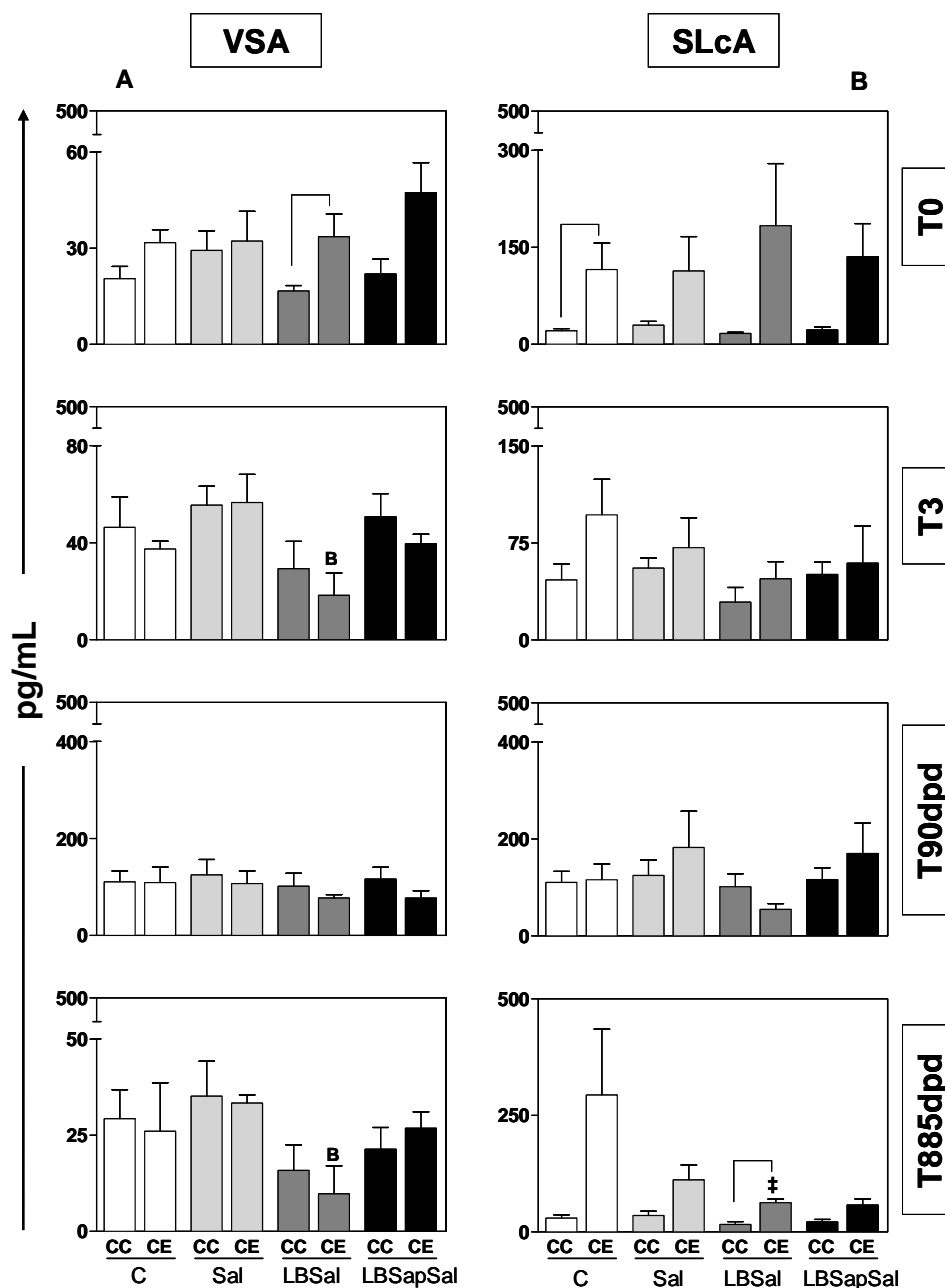 VSA SLcA
A B
500 500
60 300
30 150
0 0
T0
500 500
80 150
40 75
0 0
B
T3
pg/mL
500 500
400 400
200 200
0 0
T90dpd
500 500
50
25 250
0 0
B ‡
T885dpd
CC CE CC CE CC CE CC CE CC CE CC CE CC CE CC CE
C Sal LBSal LBSapSal C Sal LBSal LBSapSal